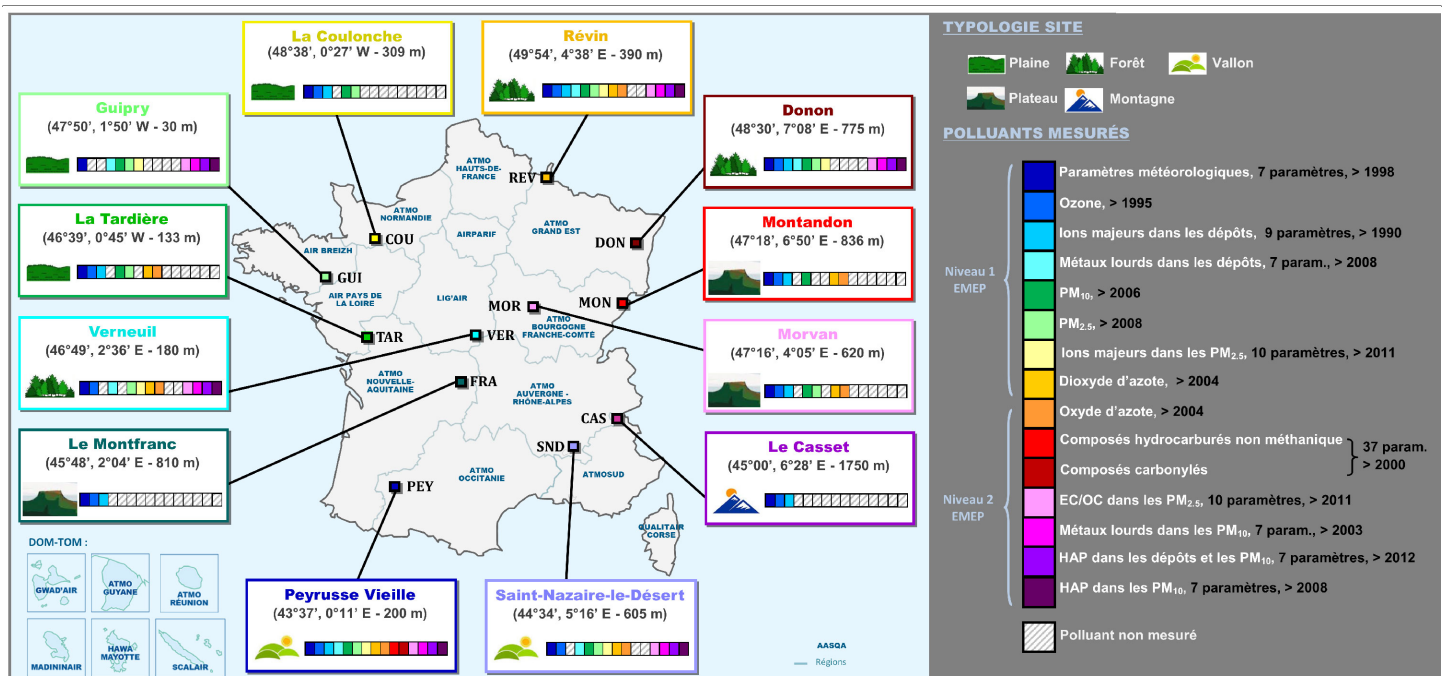 La Coulonche
(48°38’, 0°27’ W - 309 m)
Révin
(49°54’, 4°38’ E - 390 m)
Guipry
(47°50’, 1°50’ W - 30 m)
Donon
(48°30’, 7°08’ E - 775 m)
La Tardière
(46°39’, 0°45’ W - 133 m)
Montandon
(47°18’, 6°50’ E - 836 m)
Verneuil
(46°49’, 2°36’ E - 180 m)
Morvan
(47°16’, 4°05’ E - 620 m)
Le Montfranc
(45°48’, 2°04’ E - 810 m)
Le Casset
(45°00’, 6°28’ E - 1750 m)
Peyrusse Vieille
(43°37’, 0°11’ E - 200 m)
Saint-Nazaire-le-Désert
(44°34’, 5°16’ E - 605 m)
ATMO
HAUTS-DE-
FRANCE
REV
ATMO
NORMANDIE
COU
AIRPARIF
ATMO
GRAND EST
DON
AIR BREIZH
GUI
AIR PAYS DE
LA LOIRE
LIG’AIR
MOR
MON
ATMO
BOURGOGNE
FRANCHE-COMTÉ
TAR
VER
ATMO
NOUVELLE-
AQUITAINE
FRA
ATMO
AUVERGNE -
RHÔNE-ALPES
CAS
SND
ATMO
OCCITANIE
ATMOSUD
PEY
QUALITAIR
CORSE
DOM-TOM :
GWAD’AIR
ATMO
GUYANE
ATMO
RÉUNION
MADININAIR
HAWA
MAYOTTE
SCALAIR
AASQA
Régions
TYPOLOGIE SITE
Plaine
Forêt
Vallon
Plateau
Montagne
POLLUANTS MESURÉS
Niveau 1
EMEP
Paramètres météorologiques, 7 paramètres, > 1998
Ozone, > 1995
Ions majeurs dans les dépôts, 9 paramètres, > 1990
Métaux lourds dans les dépôts, 7 param., > 2008
PM10, > 2006
PM2.5, > 2008
Ions majeurs dans les PM2.5, 10 paramètres, > 2011
Dioxyde d’azote, > 2004
Niveau 2
EMEP
Oxyde d’azote, > 2004
Composés hydrocarburés non méthanique
Composés carbonylés
37 param.
> 2000
EC/OC dans les PM2.5, 10 paramètres, > 2011
Métaux lourds dans les PM10, 7 param., > 2003
HAP dans les dépôts et les PM10, 7 paramètres, > 2012
HAP dans les PM10, 7 paramètres, > 2008
Polluant non mesuré